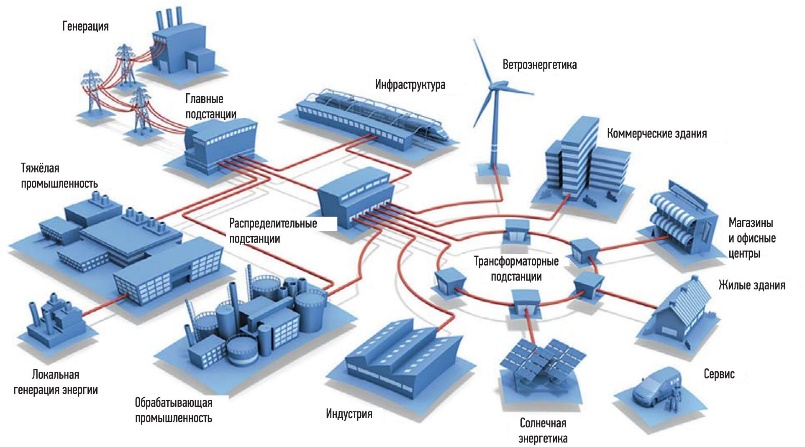 Генерация
Главные
подстанции
Инфраструктура
Ветроэнергетика
Коммерческие здания
Тяжёлая
промышленность
Распределительные
подстанции
Трансформаторные
подстанции
Магазины
и офисные
центры
Жилые здания
Локальная
генерация энергии
Обрабатывающая
промышленность
Индустрия
Солнечная
энергетика
Сервис